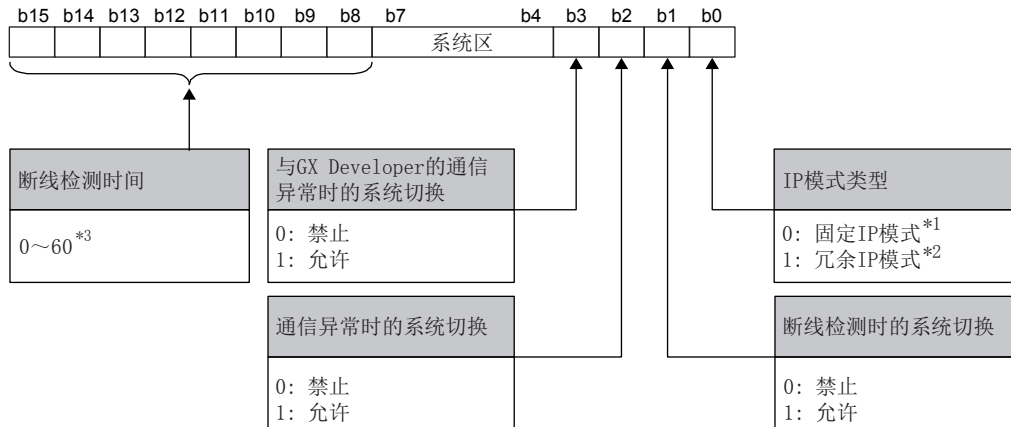 b15 b14 b13 b12 b11 b10 b9 b8 b7 b4 b3 b2 b1 b0
系统区
断线检测时间
0～60*3
与GX Developer的通信
异常时的系统切换
0: 禁止
1: 允许
IP模式类型
0: 固定IP模式*1
1: 冗余IP模式*2
通信异常时的系统切换
0: 禁止
1: 允许
断线检测时的系统切换
0: 禁止
1: 允许